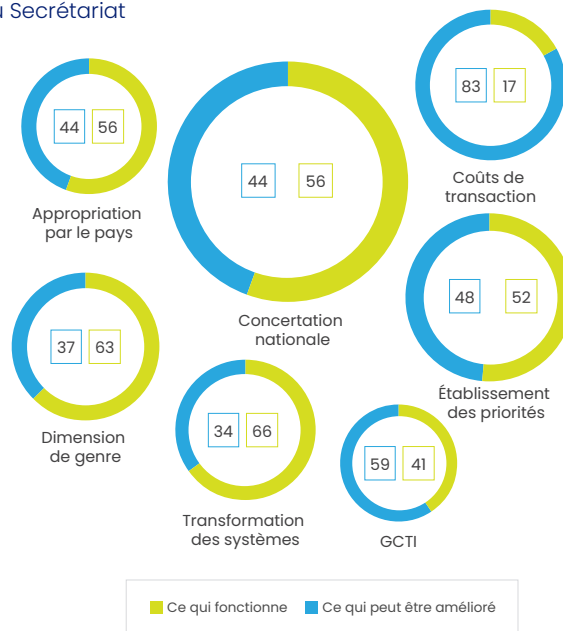 Secrétariat
44 56
Appropriation
par le pays
44 56
Concertation
nationale
83 17
Coûts de
transaction
37 63
Dimension
de genre
48 52
Établissement
des priorités
34 66
Transformation
des systèmes
59 41
GCTI
Ce qui fonctionne Ce qui peut être amélioré